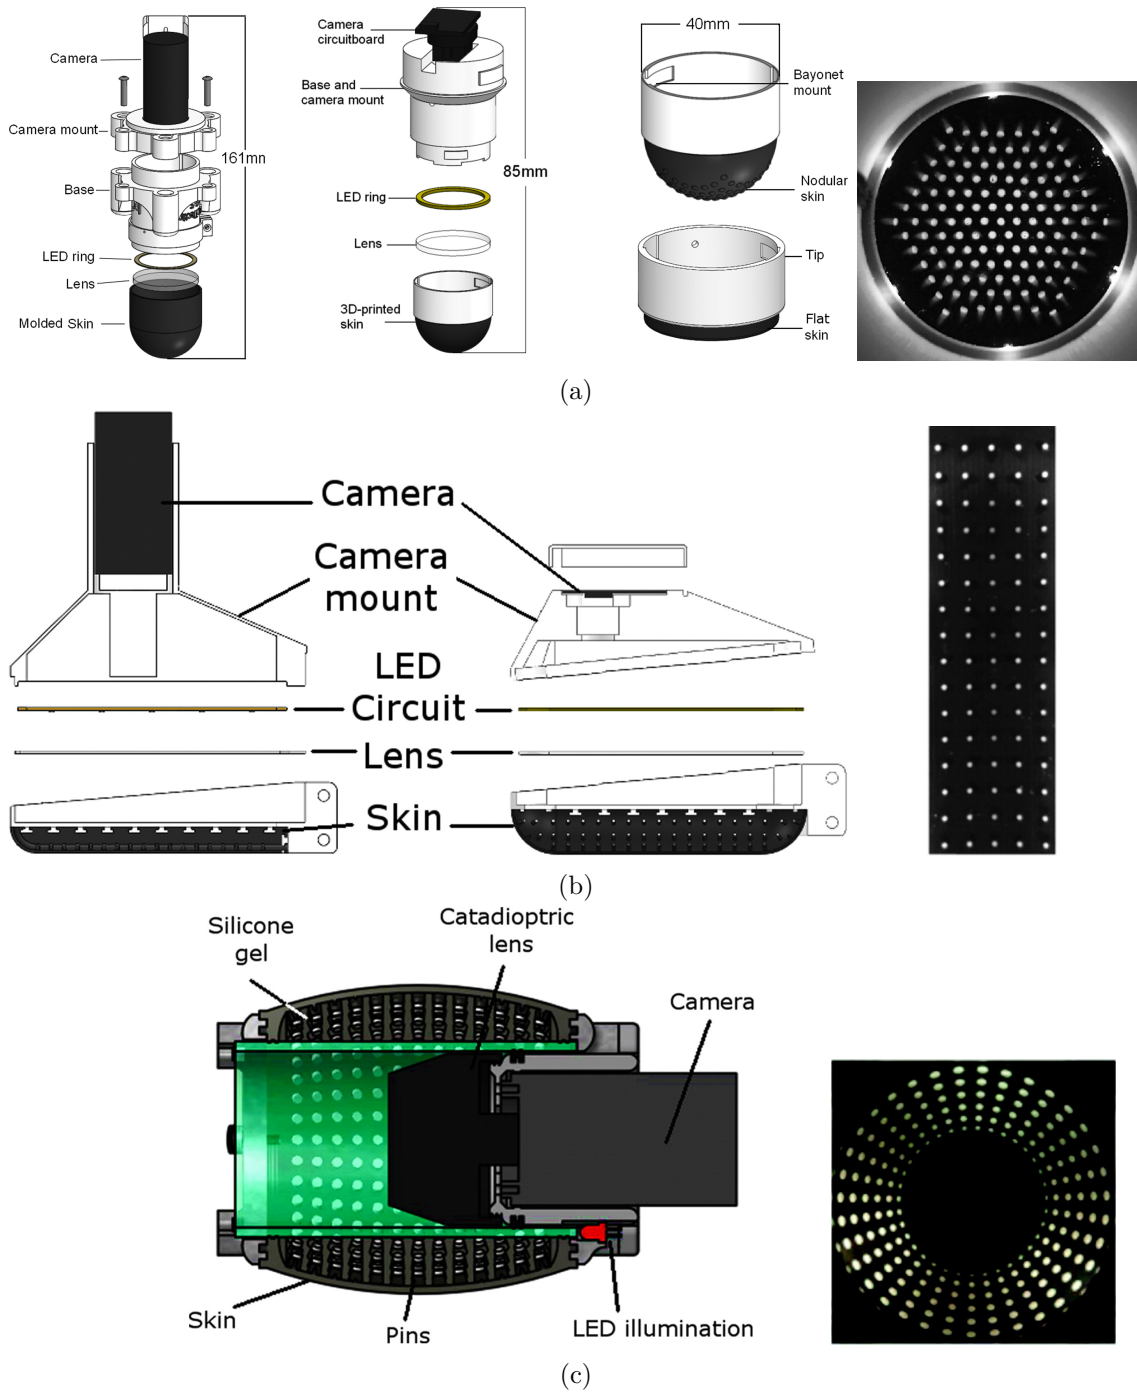 Camera
Camera mount
Base
LED ring
Lens
Molded Skin
161mn
Camera
circuitboard
Base and
camera mount
LED ring
Lens
3D-printed
skin
85mm
40mm
Bayonet
mount
Nodular
skin
Tip
Flat
skin
(a)
Camera
Camera
mount
LED
Circuit
Lens
Skin
(b)
Silicone
gel
Catadioptric
lens
Camera
Skin
Pins
LED illumination
(c)